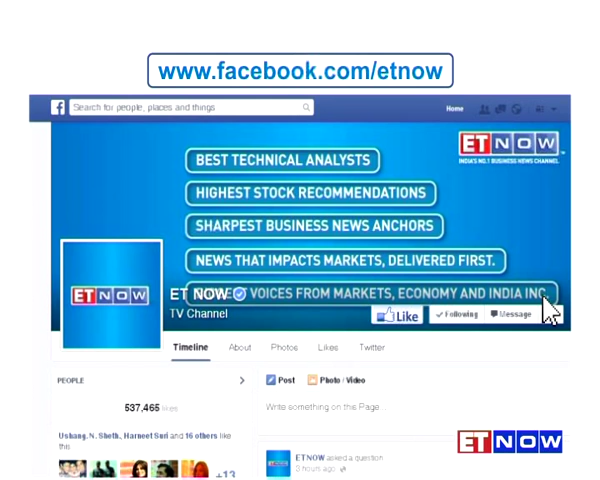 www.facebook.com/etnow
Search for people, places and things
Home
ET NOW
INDIA'S NO.1 BUSINESS NEWS CHANNEL
BEST TECHNICAL ANALYSTS
HIGHEST STOCK RECOMMENDATIONS
SHARPEST BUSINESS NEWS ANCHORS
NEWS THAT IMPACTS MARKETS, DELIVERED FIRST.
VOICES FROM MARKETS, ECONOMY AND INDIA INC.
ET NOW
ET NOW
TV Channel
Like
Following
Message
Timeline About Photos Likes Twitter
PEOPLE
537,465 likes
Ushang. N. Sheth, Harneet Suri and 16 others like
this
+13
Post Photo / Video
Write something on this Page...
ETNOW asked a question
3 hours ago
ET NOW